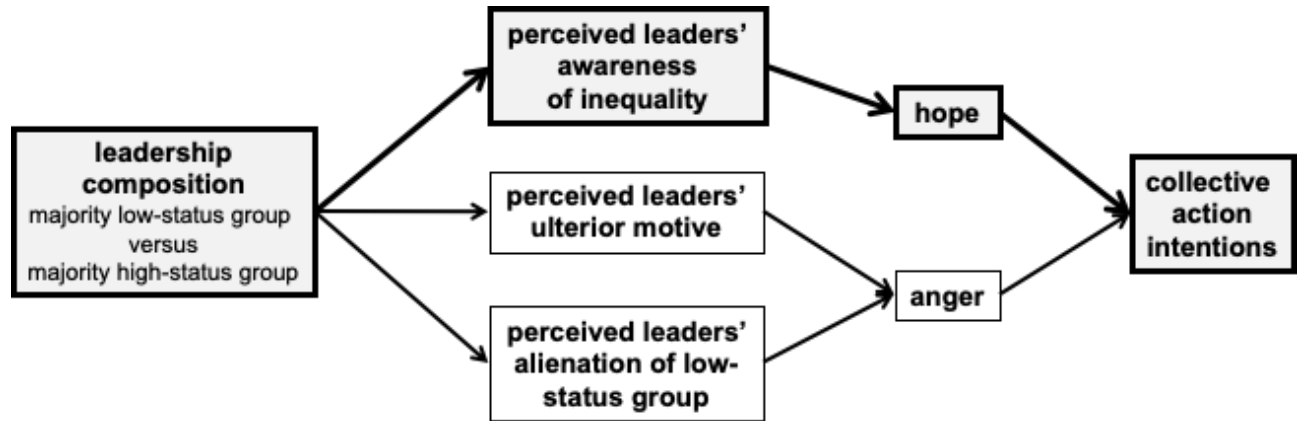 leadership
composition
majority low-status group
versus
majority high-status group
perceived leaders’
awareness
of inequality
perceived leaders’
ulterior motive
perceived leaders’
alienation of low-
status group
hope
anger
collective
action
intentions